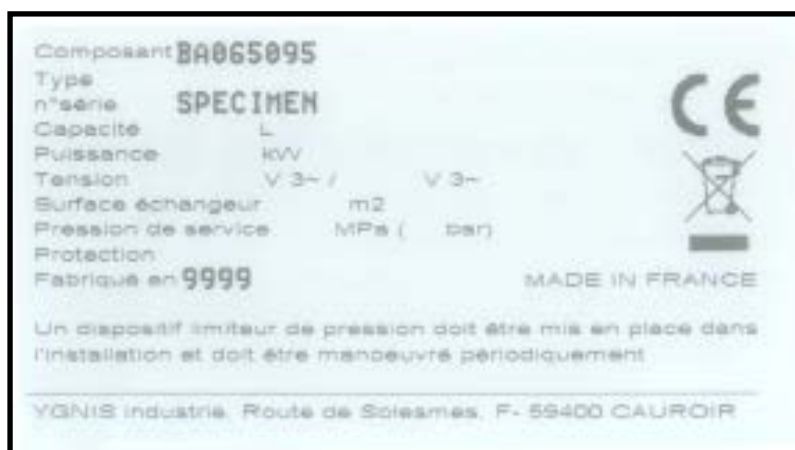 Composant BA065095
Type
n°série SPECIMEN
Capacité L
Puissance kW
Tension V 3~ / V 3~
Surface échangeur m2
Pression de service MPa ( bar)
Protection
Fabriqué en 9999
CE
MADE IN FRANCE
Un dispositif limiteur de pression doit être mis en place dans
l'installation et doit être manoeuvré périodiquement
YGNIS industrie, Route de Solesmes, F- 59400 CAUROIR